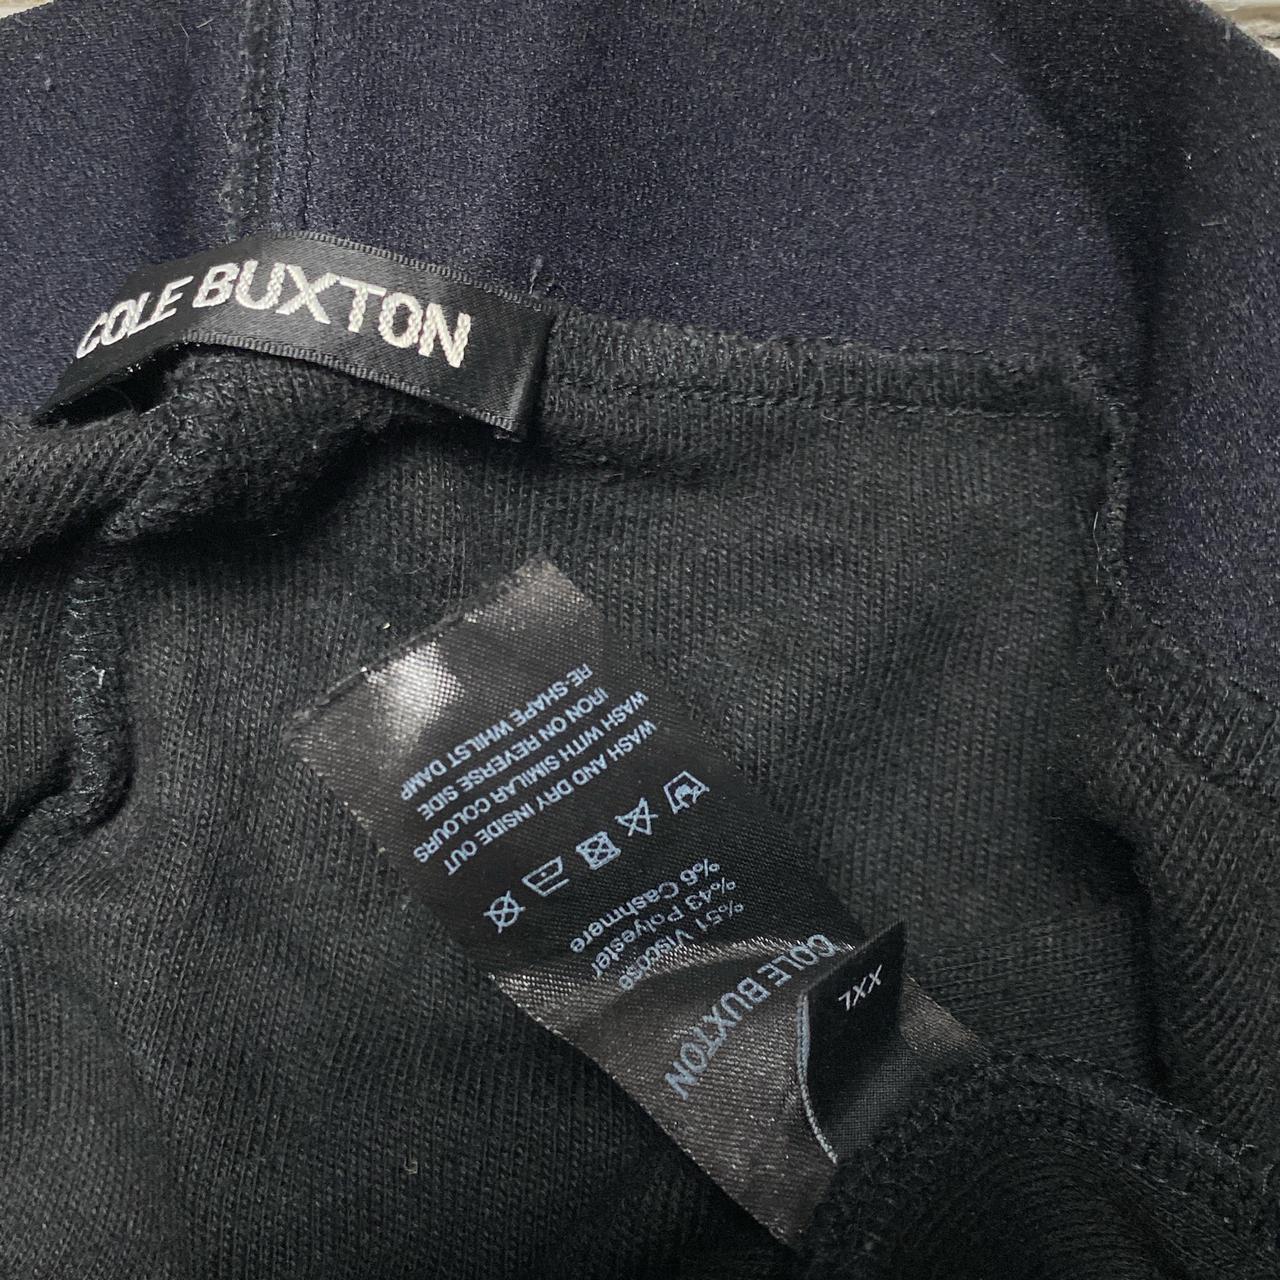 COLE BUXTON
XXL
COLE BUXTON
%51 Viscose
%43 Polyester
%6 Cashmere
WASH AND DRY INSIDE OUT
WASH WITH SIMILAR COLOURS
IRON ON REVERSE SIDE
RE-SHAPE WHILST DAMP